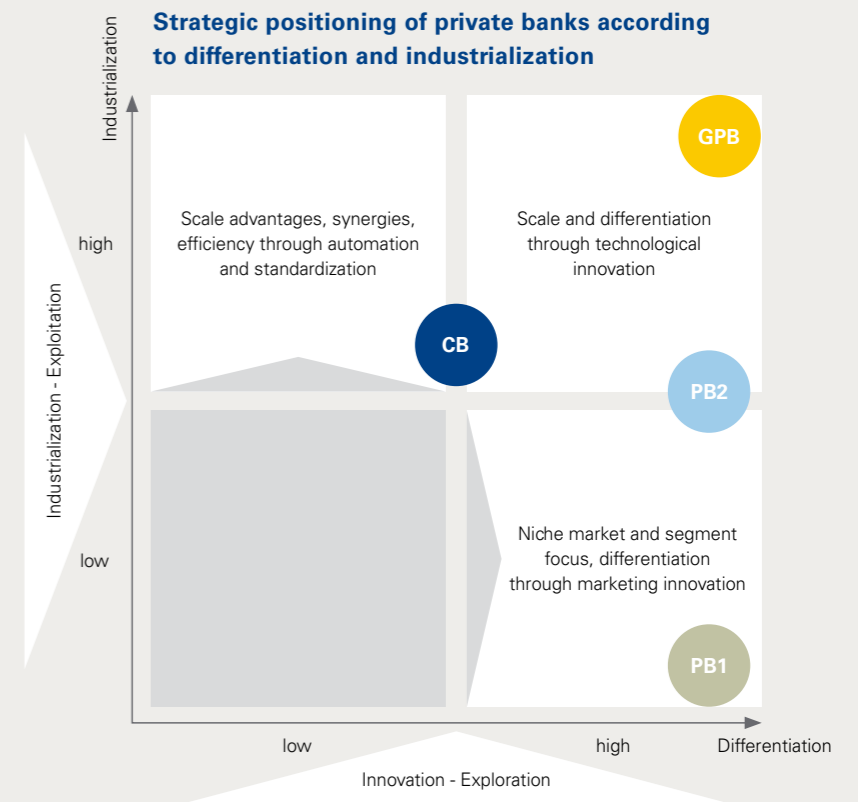 Strategic positioning of private banks according
to differentiation and industrialization
Industrialization
GPB
Scale advantages, synergies,
efficiency through automation
and standardization
Scale and differentiation
through technological
innovation
high
CB
PB2
Industrialization - Exploitation
Niche market and segment
focus, differentiation
through marketing innovation
low
PB1
low
high
Differentiation
Innovation - Exploration